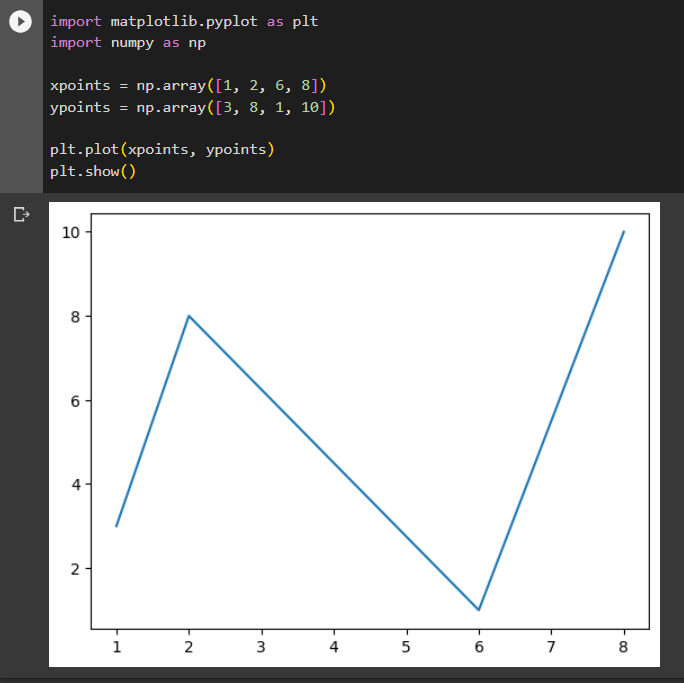 import matplotlib.pyplot as plt
import numpy as np
xpoints = np.array([1, 2, 6, 8])
ypoints = np.array([3, 8, 1, 10])
plt.plot(xpoints, ypoints)
plt.show()
10
8
6
4
2
1 2 3 4 5 6 7 8